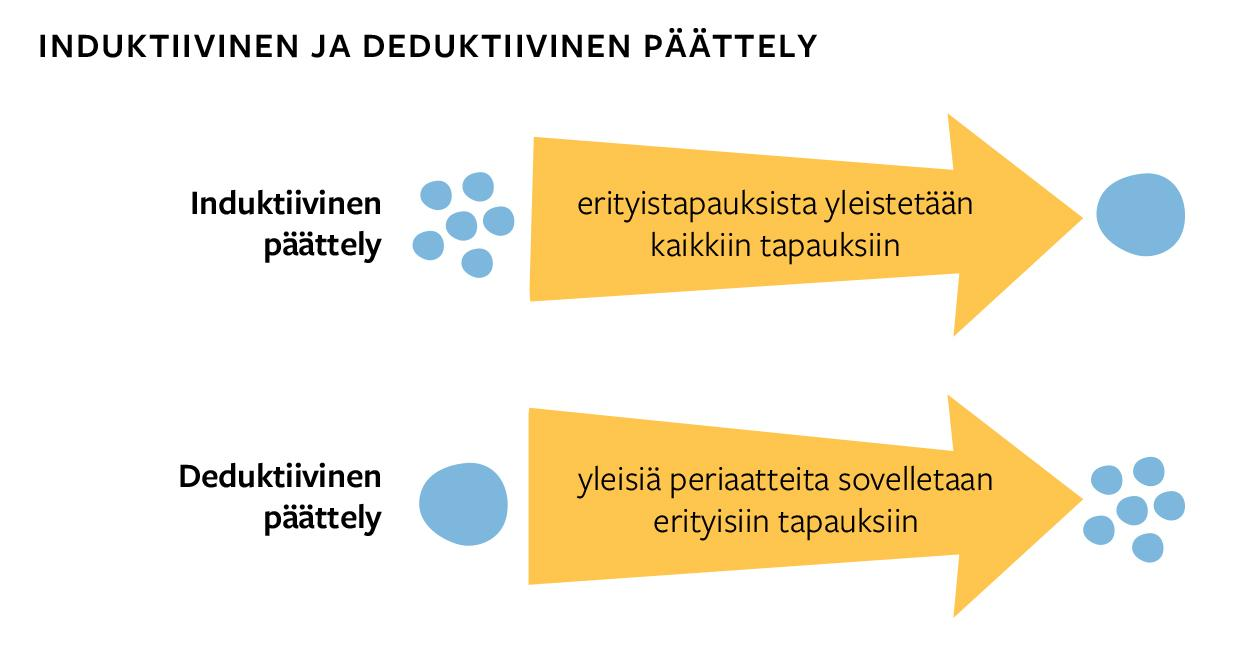 INDUKTIIVINEN JA DEDUKTIIVINEN PÄÄTTELY
Induktiivinen
päättely
erityistapauksista yleistetään
kaikkiin tapauksiin
Deduktiivinen
päättely
yleisiä periaatteita sovelletaan
erityisiin tapauksiin